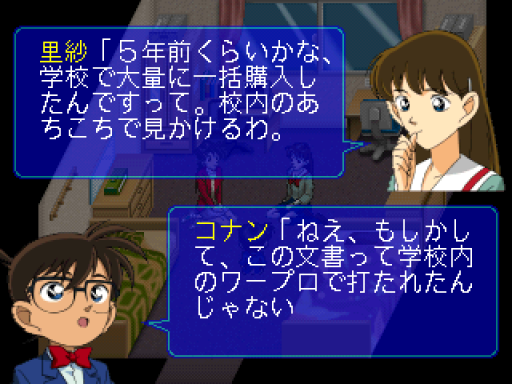 里紗「５年前くらいかな、
学校で大量に一括購入し
たんですって。校内のあ
ちこちで見かけるわ。
コナン「ねえ、もしかし
て、この文書って学校内
のワープロで打たれたん
じゃない